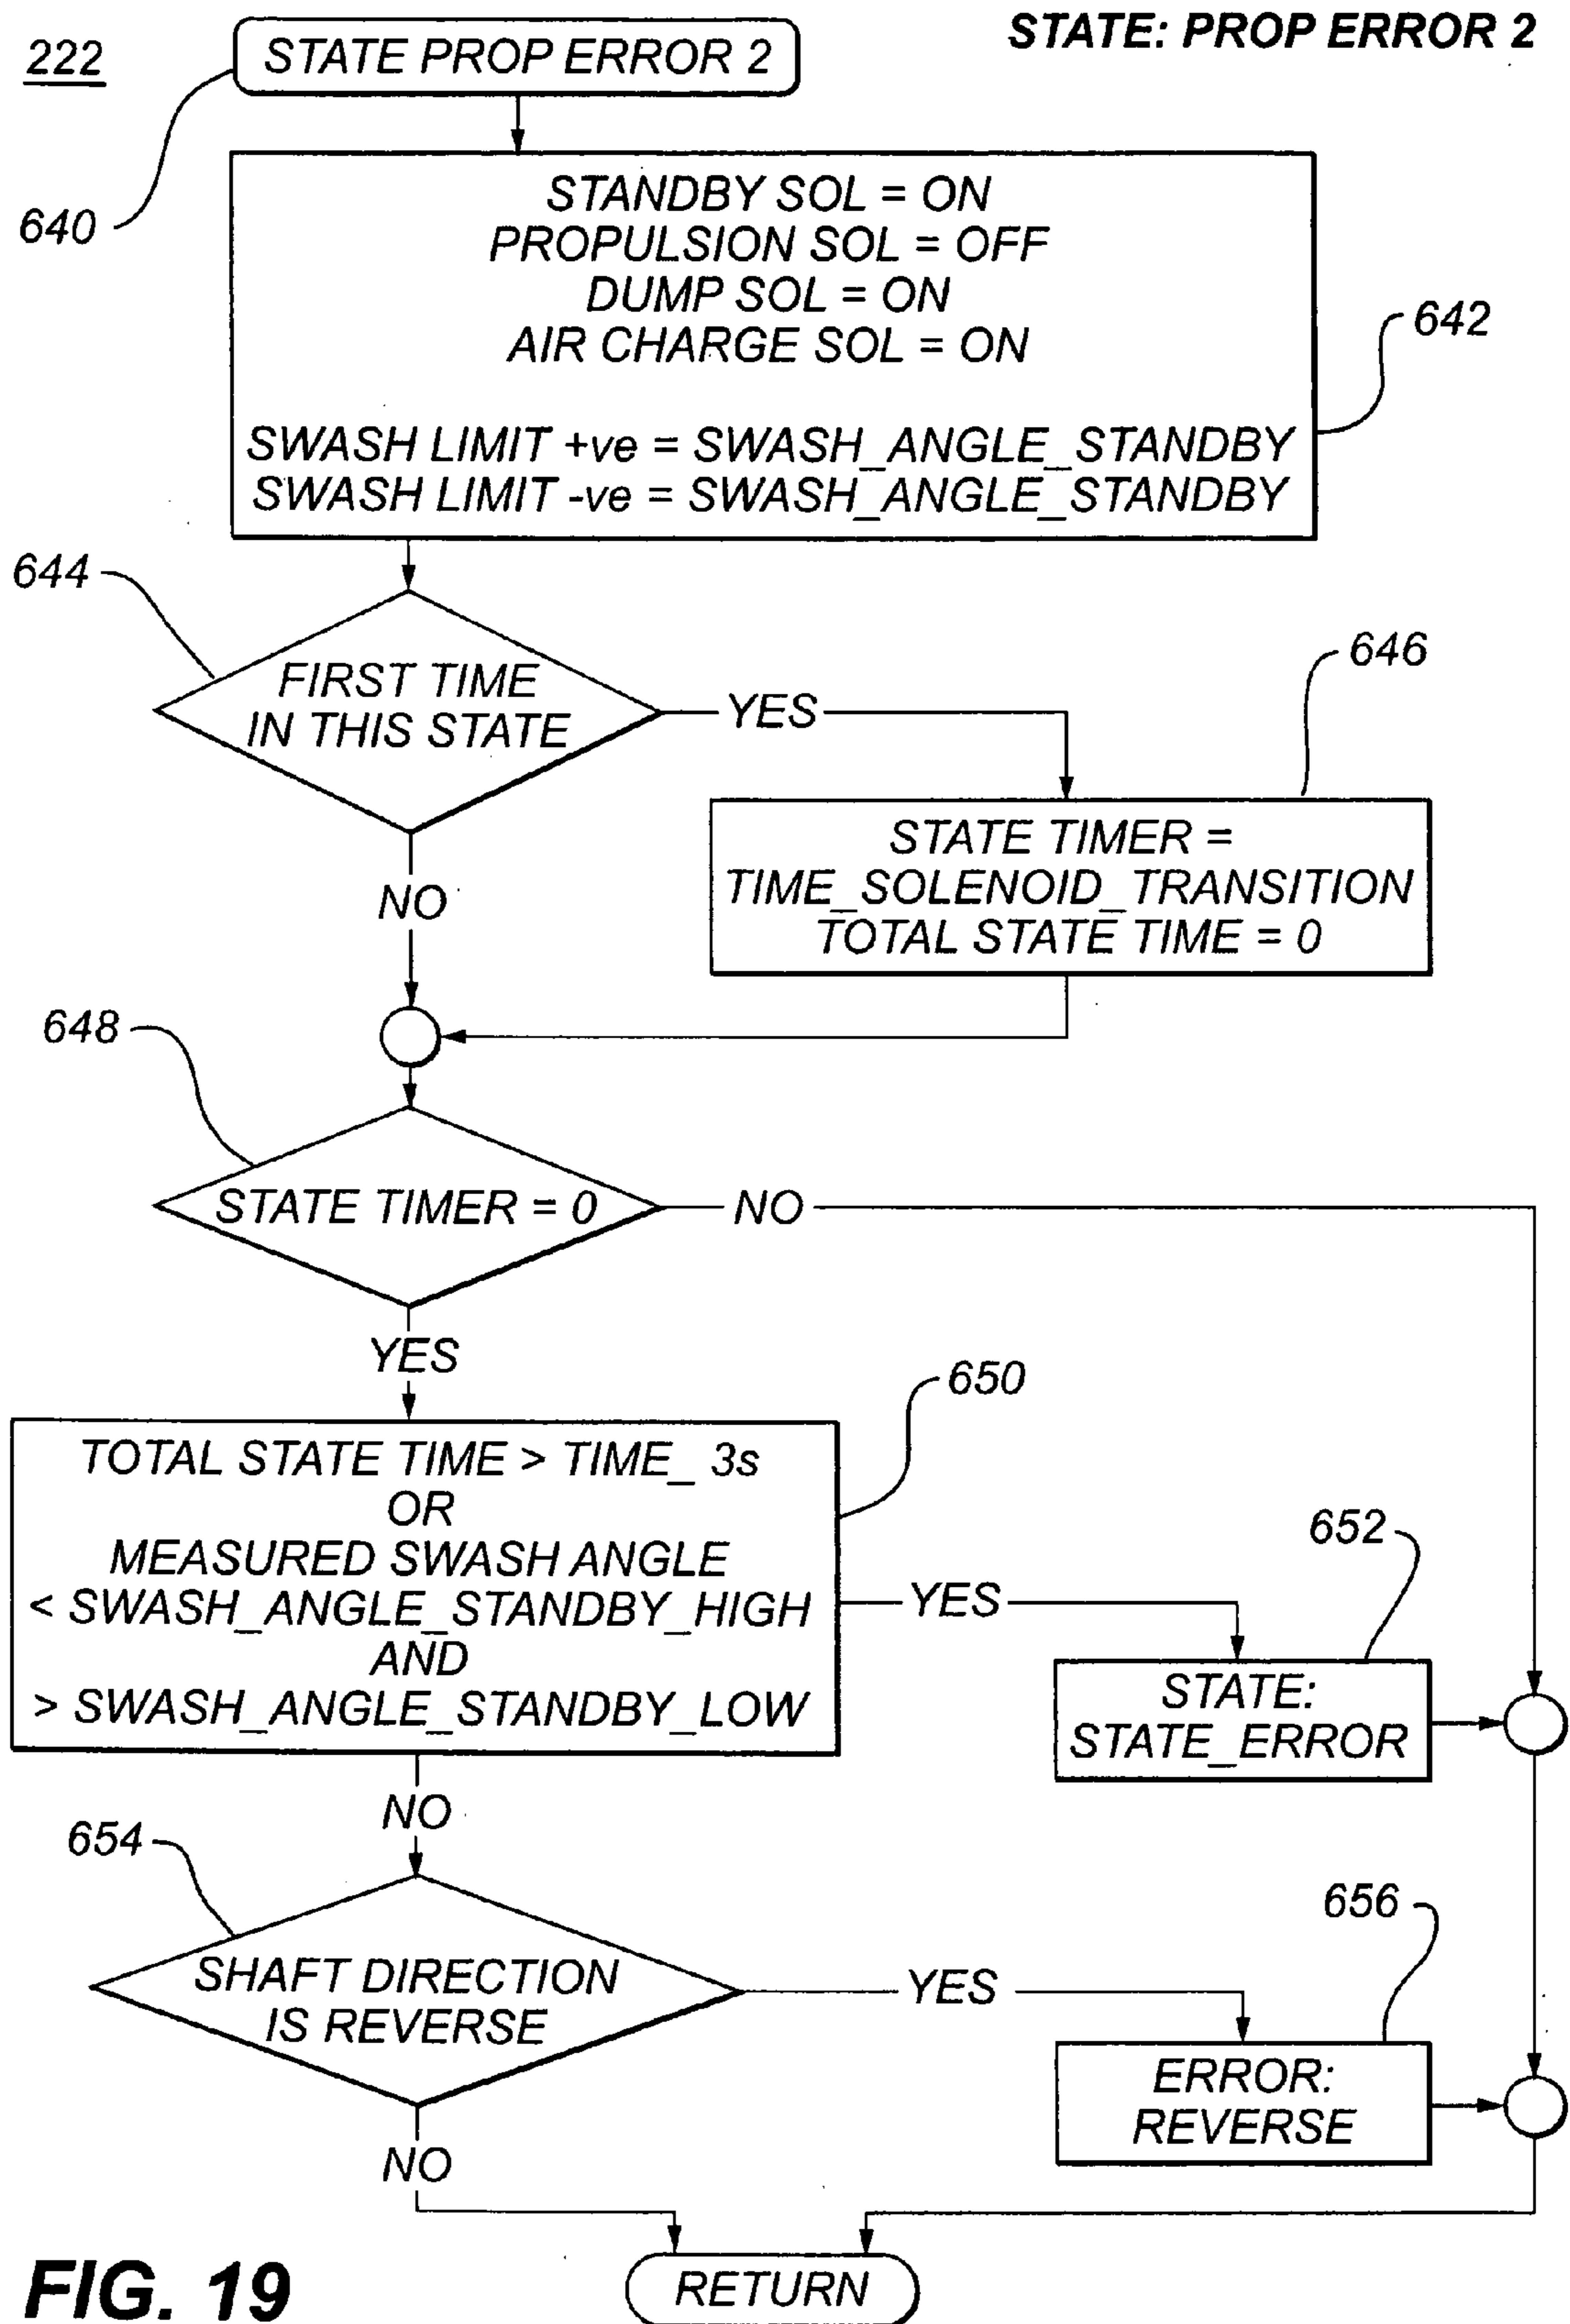 222
STATE PROP ERROR 2
STATE: PROP ERROR 2
640
STANDBY SOL = ON
PROPULSION SOL = OFF
DUMP SOL = ON
AIR CHARGE SOL = ON
642
SWASH LIMIT +ve = SWASH_ANGLE_STANDBY
SWASH LIMIT -ve = SWASH_ANGLE_STANDBY
644
FIRST TIME
IN THIS STATE
YES
646
STATE TIMER =
TIME_SOLENOID_TRANSITION
TOTAL STATE TIME = 0
NO
648
STATE TIMER = 0
NO
YES
650
TOTAL STATE TIME > TIME_ 3s
OR
MEASURED SWASH ANGLE
< SWASH_ANGLE_STANDBY_HIGH
AND
> SWASH_ANGLE_STANDBY_LOW
YES
652
STATE:
STATE_ERROR
NO
654
SHAFT DIRECTION
IS REVERSE
YES
656
ERROR:
REVERSE
NO
RETURN
FIG. 19